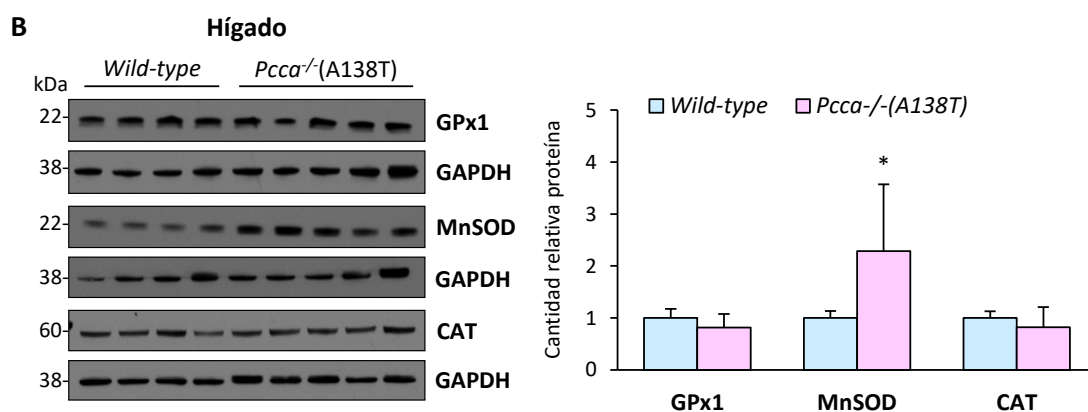 B
Hígado
Wild-type Pcca-/-(A138T)
kDa
22- GPx1
38- GAPDH
22- MnSOD
38- GAPDH
60- CAT
38- GAPDH
Wild-type Pcca-/-(A138T)
Cantidad relativa proteína
5
4
3
2
1
0
*
GPx1 MnSOD CAT